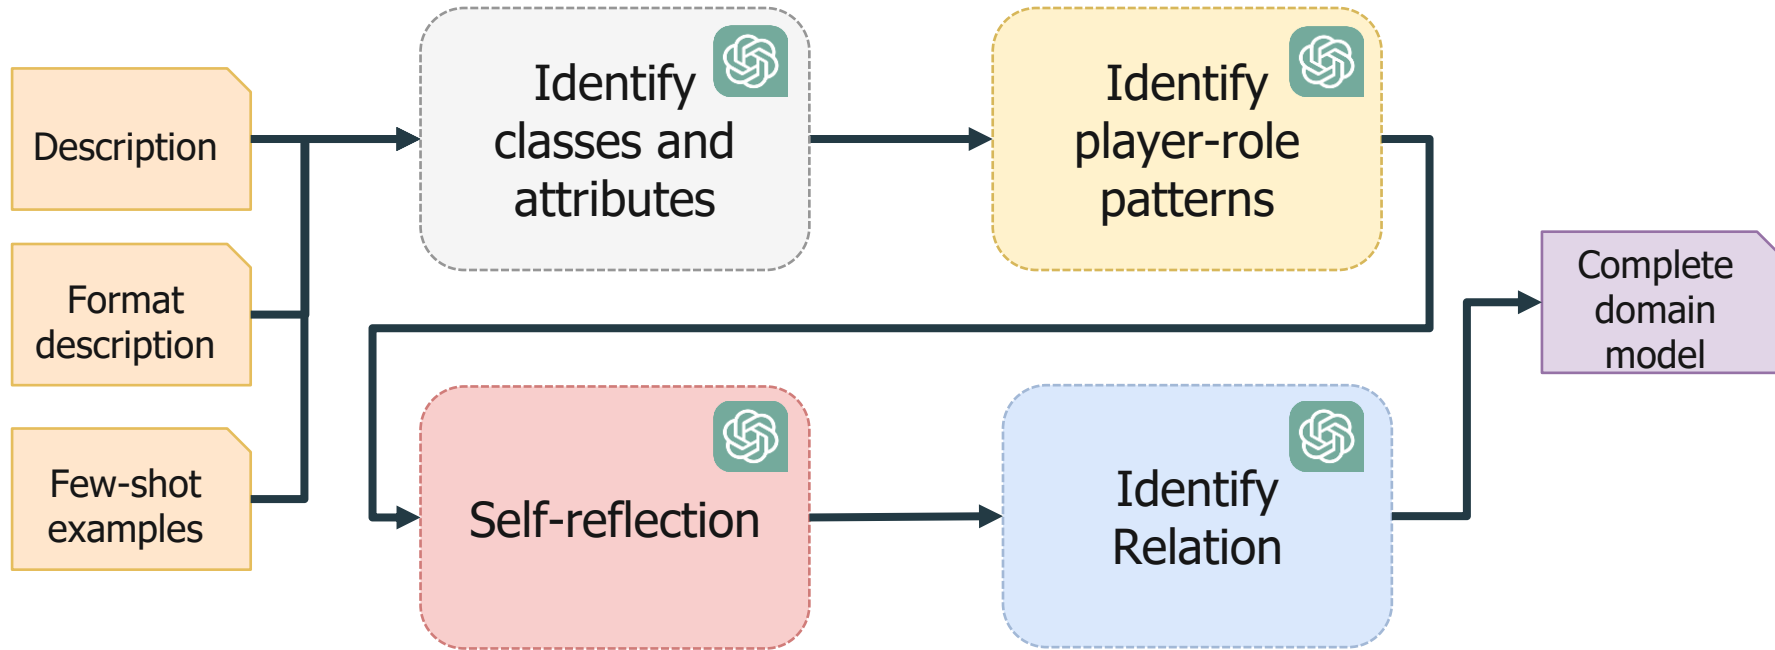 Description
Format
description
Few-shot
examples
Identify
classes and
attributes
Identify
player-role
patterns
Self-reflection
Identify
Relation
Complete
domain
model